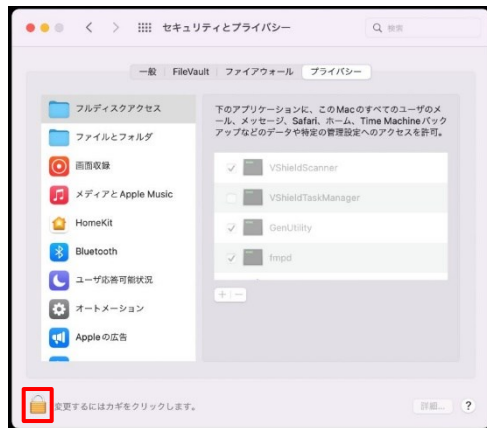 セキュリティとプライバシー
検索
一般
FileVault
ファイアウォール
プライバシー
フルディスクアクセス
ファイルとフォルダ
画面収録
メディアと Apple Music
HomeKit
Bluetooth
ユーザ応答可能状況
オートメーション
Appleの広告
下のアプリケーションに、このMacのすべてのユーザのメ
ール、メッセージ、Safari、ホーム、Time Machineバック
アップなどのデータや特定の管理設定へのアクセスを許可。
VShieldScanner
VShieldTaskManager
GenUtility
fmpd
+ −
変更するにはカギをクリックします。
詳細...
?